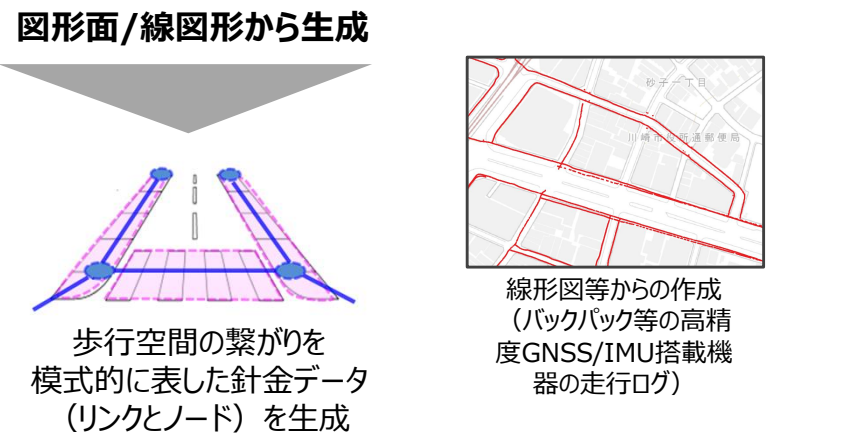 図形面/線図形から生成
歩行空間の繋がりを
模式的に表した針金データ
（リンクとノード）を生成
砂子一丁目
川崎市役所通郵便局
線形図等からの作成
（バックパック等の高精
度GNSS/IMU搭載機
器の走行ログ）